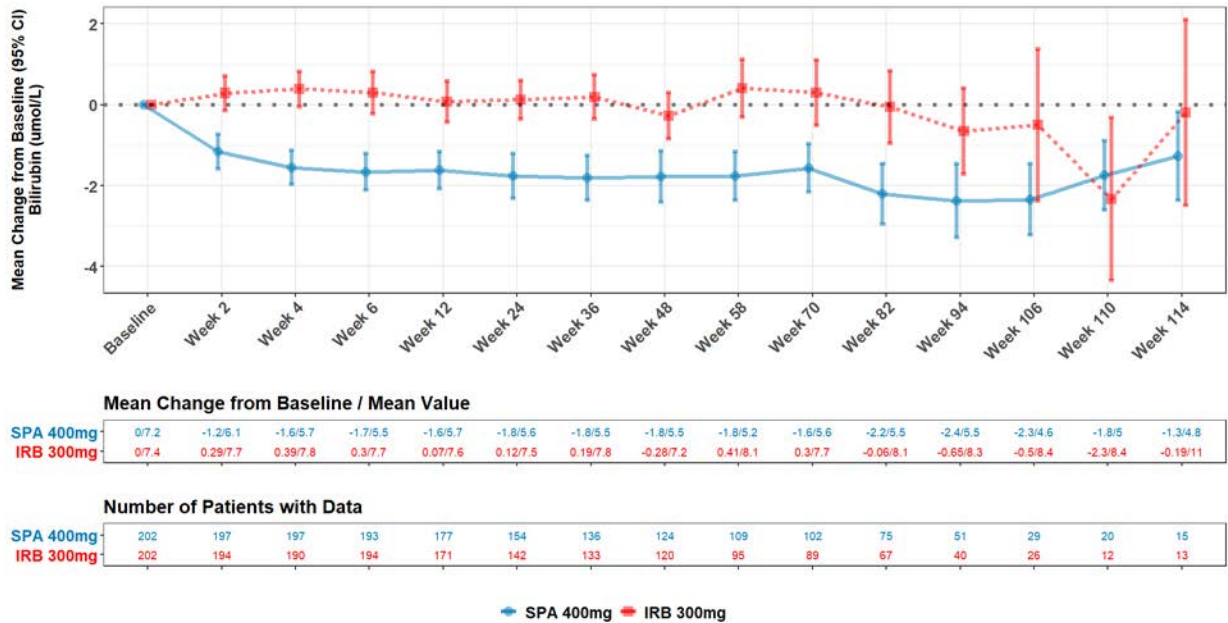 Mean Change from Baseline (95% CI)
Bilirubin (umol/L)
2
0
-2
-4
Baseline
Week 2
Week 4
Week 6
Week 12
Week 24
Week 36
Week 48
Week 58
Week 70
Week 82
Week 94
Week 106
Week 110
Week 114
Mean Change from Baseline / Mean Value
SPA 400mg 0/7.2 -1.2/6.1 -1.6/5.7 -1.7/5.5 -1.6/5.7 -1.8/5.6 -1.8/5.5 -1.8/5.5 -1.8/5.2 -1.6/5.6 -2.2/5.5 -2.4/5.5 -2.3/4.6 -1.8/5 -1.3/4.8
IRB 300mg 0/7.4 0.29/7.7 0.39/7.8 0.3/7.7 0.07/7.6 0.12/7.5 0.19/7.8 -0.28/7.2 0.41/8.1 0.3/7.7 -0.06/8.1 -0.65/8.3 -0.5/8.4 -2.3/8.4 -0.19/11
Number of Patients with Data
SPA 400mg 202 197 197 193 177 154 136 124 109 102 75 51 29 20 15
IRB 300mg 202 194 190 194 171 142 133 120 95 89 67 40 26 12 13
SPA 400mg IRB 300mg